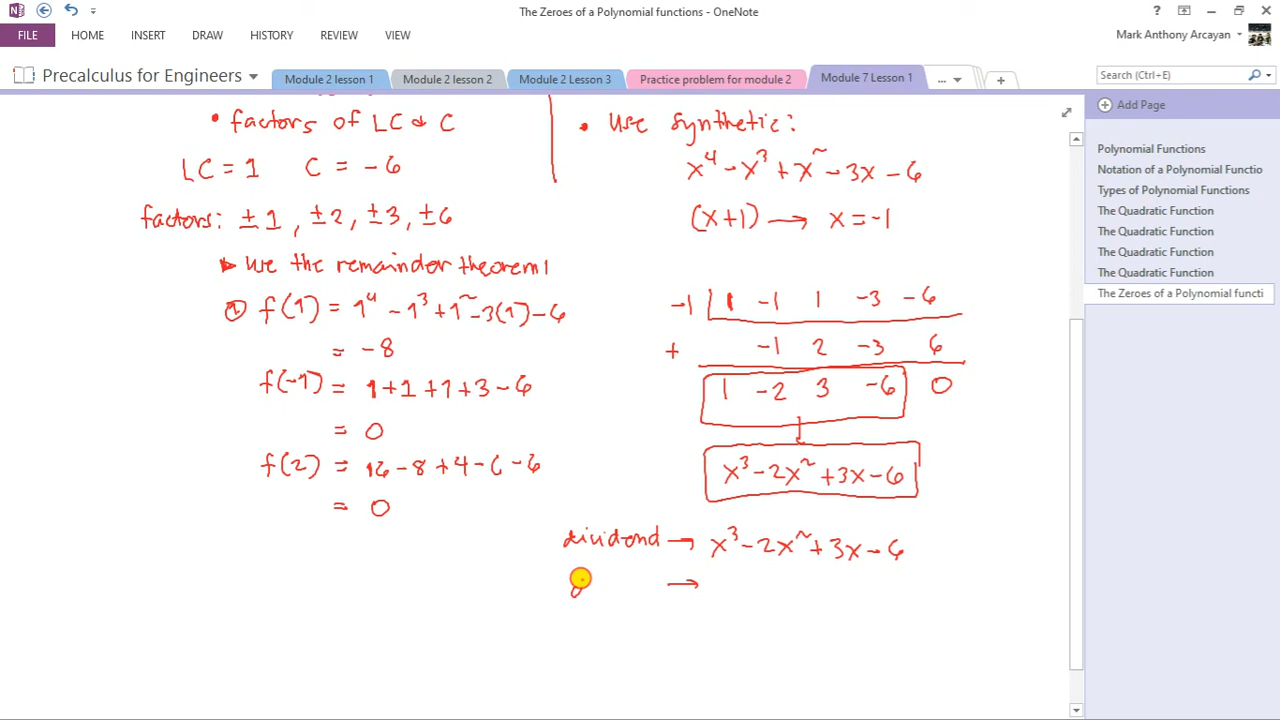 The Zeroes of a Polynomial functions - OneNote
FILE HOME INSERT DRAW HISTORY REVIEW VIEW
Mark Anthony Arcayan
Precalculus for Engineers
Module 2 lesson 1
Module 2 lesson 2
Module 2 Lesson 3
Practice problem for module 2
Module 7 Lesson 1
...
Search (Ctrl+E)
Add Page
Polynomial Functions
Notation of a Polynomial Functio
Types of Polynomial Functions
The Quadratic Function
The Quadratic Function
The Quadratic Function
The Quadratic Function
The Zeroes of a Polynomial functi
• factors of LC & C
LC = 1 C = -6
factors: ±1, ±2, ±3, ±6
Use the remainder theorem!
① f(1) = 1⁴ - 1³ + 1² - 3(1) - 6
= -8
f(-1) = 1+1+1+3-6
= 0
f(2) = 16-8+4-6-6
= 0
• Use synthetic:
x⁴ - x³ + x² - 3x - 6
(x+1) → x = -1
-1 | 1 -1 1 -3 -6
+ -1 2 -3 6
1 -2 3 -6 0
x³ - 2x² + 3x - 6
dividend → x³ - 2x² + 3x - 6
→